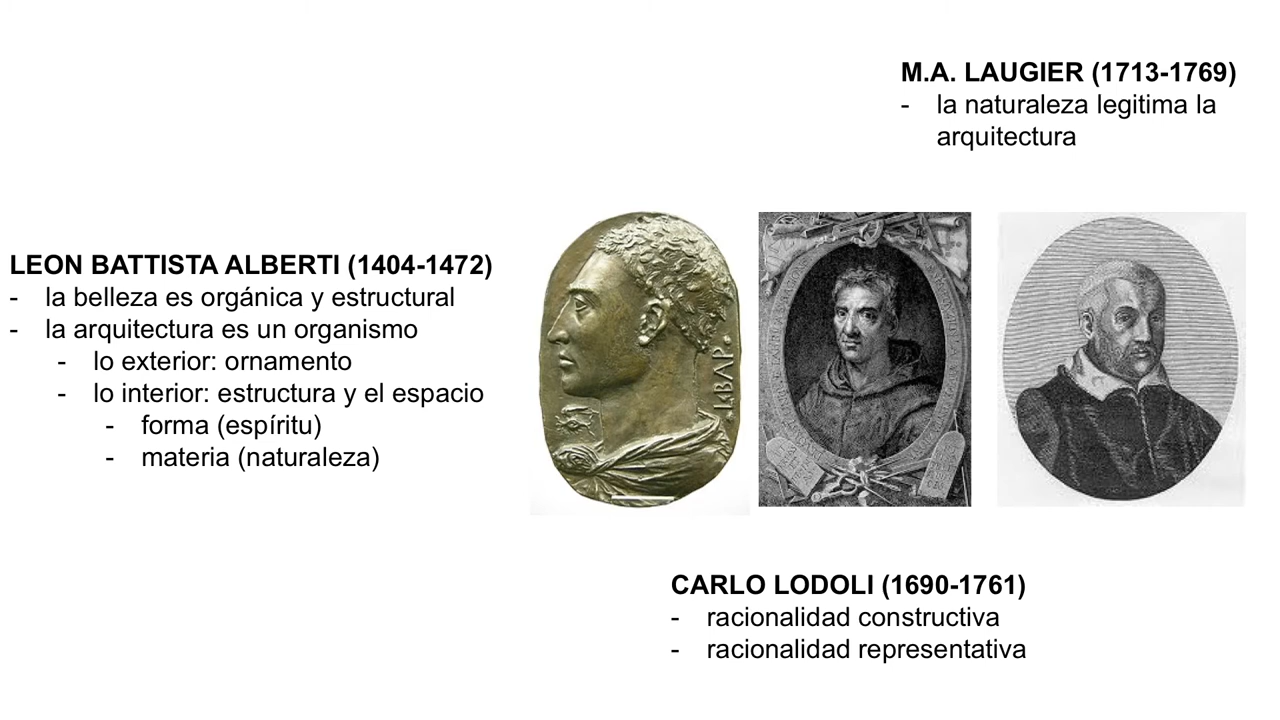 M.A. LAUGIER (1713-1769)
- la naturaleza legitima la
arquitectura
LEON BATTISTA ALBERTI (1404-1472)
- la belleza es orgánica y estructural
- la arquitectura es un organismo
- lo exterior: ornamento
- lo interior: estructura y el espacio
- forma (espíritu)
- materia (naturaleza)
.L.BAP.
CARLO LODOLI (1690-1761)
- racionalidad constructiva
- racionalidad representativa